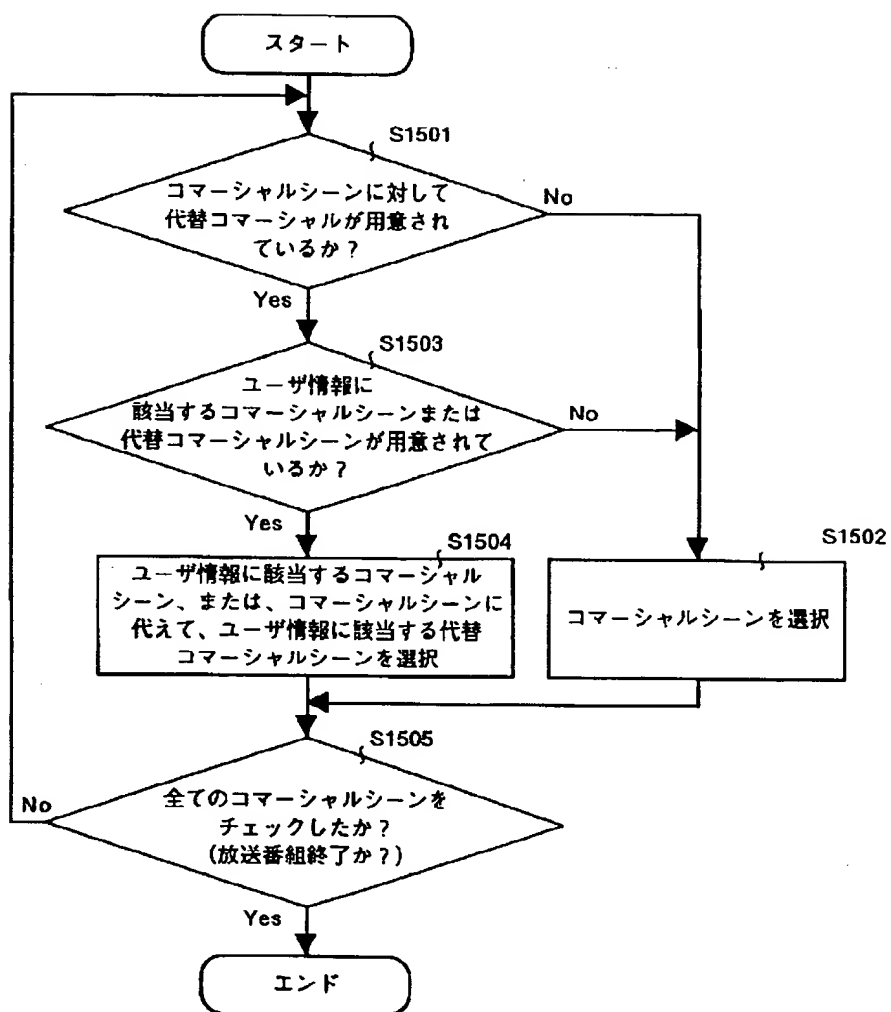 スタート
S1501
コマーシャルシーンに対して
代替コマーシャルが用意され
ているか？
No
Yes
S1503
ユーザ情報に
該当するコマーシャルシーンまたは
代替コマーシャルシーンが用意されて
いるか？
No
Yes
S1504
ユーザ情報に該当するコマーシャル
シーン、または、コマーシャルシーンに
代えて、ユーザ情報に該当する代替
コマーシャルシーンを選択
S1502
コマーシャルシーンを選択
S1505
全てのコマーシャルシーンを
チェックしたか？
(放送番組終了か？)
No
Yes
エンド